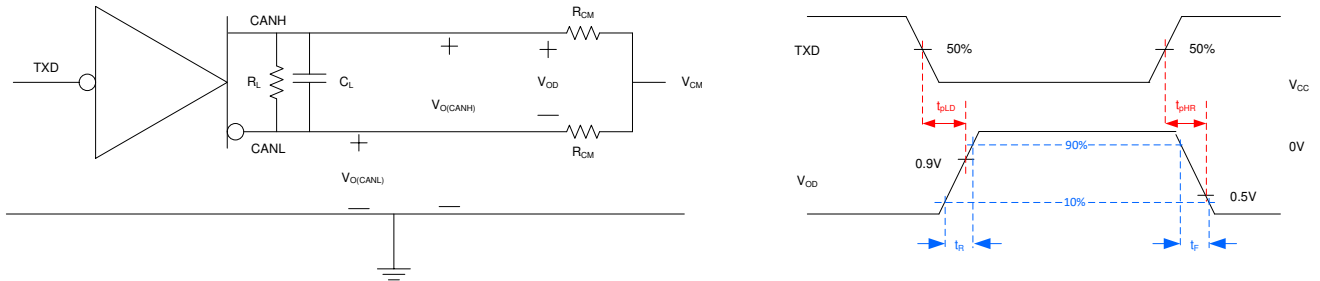 CANH
R_CM
TXD
R_L
C_L
+
+
V_OD
V_CM
V_O(CANH)
—
CANL
R_CM
+
V_O(CANL)
—
—
TXD
50%
50%
V_CC
t_pLD
t_pHR
90%
0V
0.9V
V_OD
10%
0.5V
t_R
t_F